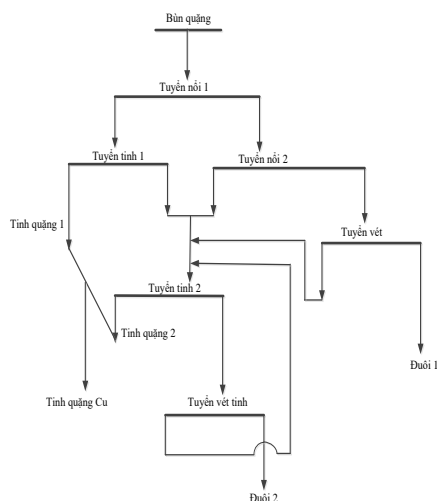 Bùn quặng
Tuyển nổi 1
Tuyển tinh 1
Tuyển nổi 2
Tinh quặng 1
Tuyển vét
Tuyển tinh 2
Tinh quặng 2
Đuôi 1
Tinh quặng Cu
Tuyển vét tinh
Đuôi 2